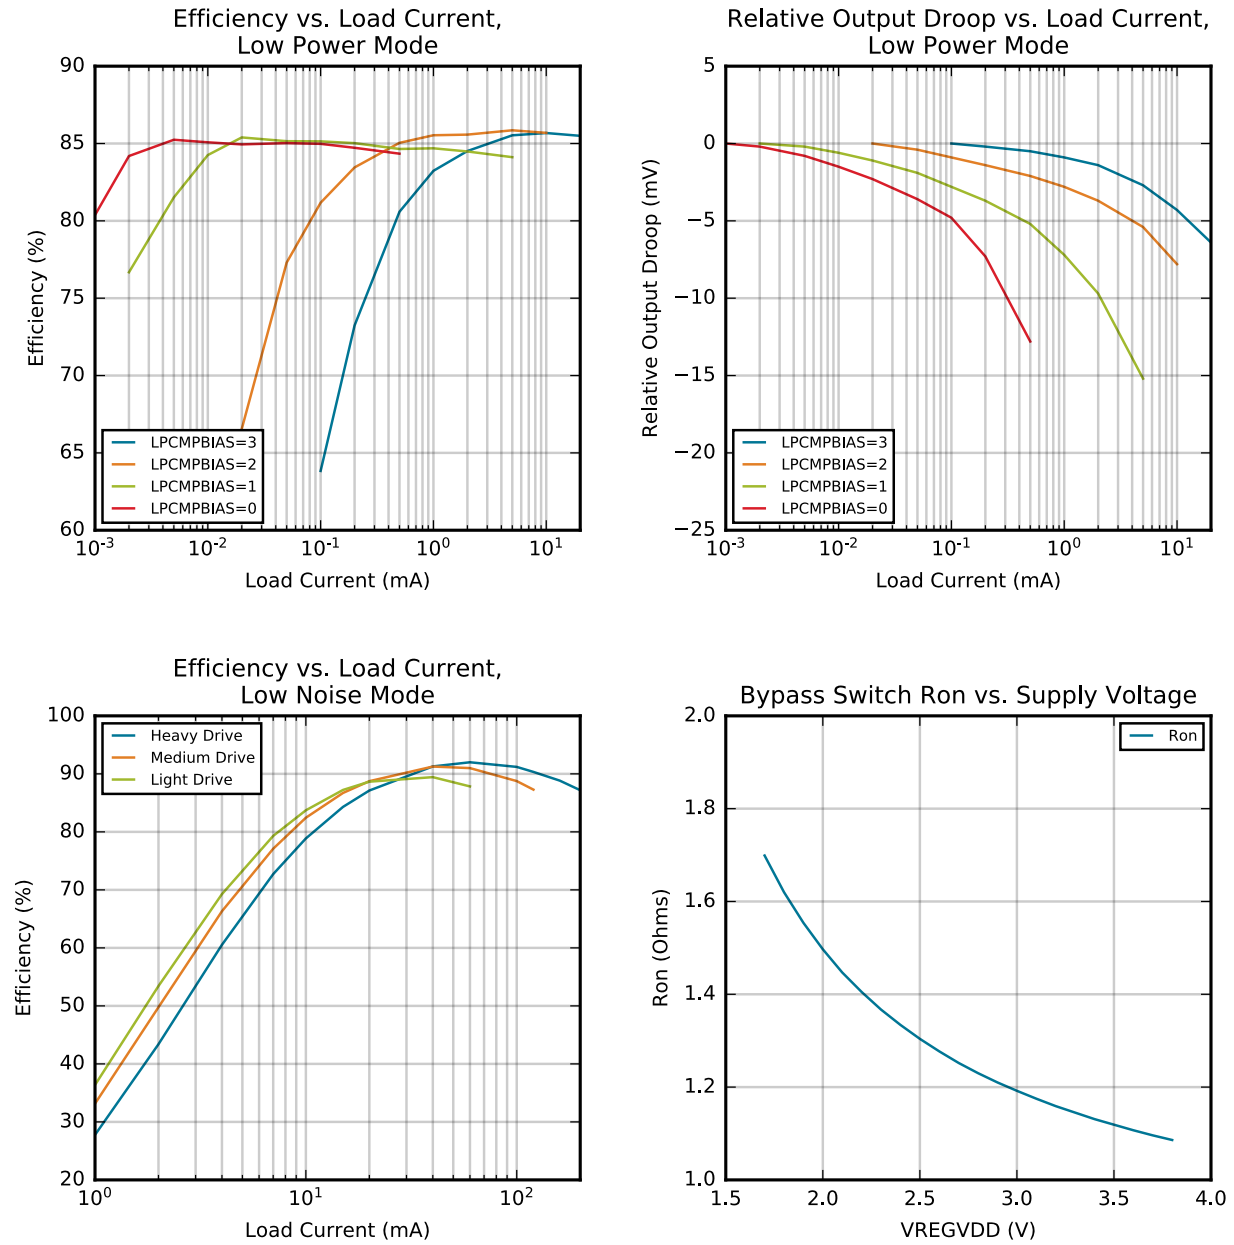 Efficiency vs. Load Current,
Low Power Mode
90
85
80
75
70
65
60
Efficiency (%)
LPCMPBIAS=3
LPCMPBIAS=2
LPCMPBIAS=1
LPCMPBIAS=0
10⁻³ 10⁻² 10⁻¹ 10⁰ 10¹
Load Current (mA)
Relative Output Droop vs. Load Current,
Low Power Mode
5
0
−5
−10
−15
−20
−25
Relative Output Droop (mV)
LPCMPBIAS=3
LPCMPBIAS=2
LPCMPBIAS=1
LPCMPBIAS=0
10⁻³ 10⁻² 10⁻¹ 10⁰ 10¹
Load Current (mA)
Efficiency vs. Load Current,
Low Noise Mode
100
90
80
70
60
50
40
30
20
Efficiency (%)
Heavy Drive
Medium Drive
Light Drive
10⁰ 10¹ 10²
Load Current (mA)
Bypass Switch Ron vs. Supply Voltage
2.0
1.8
1.6
1.4
1.2
1.0
Ron (Ohms)
Ron
1.5 2.0 2.5 3.0 3.5 4.0
VREGVDD (V)